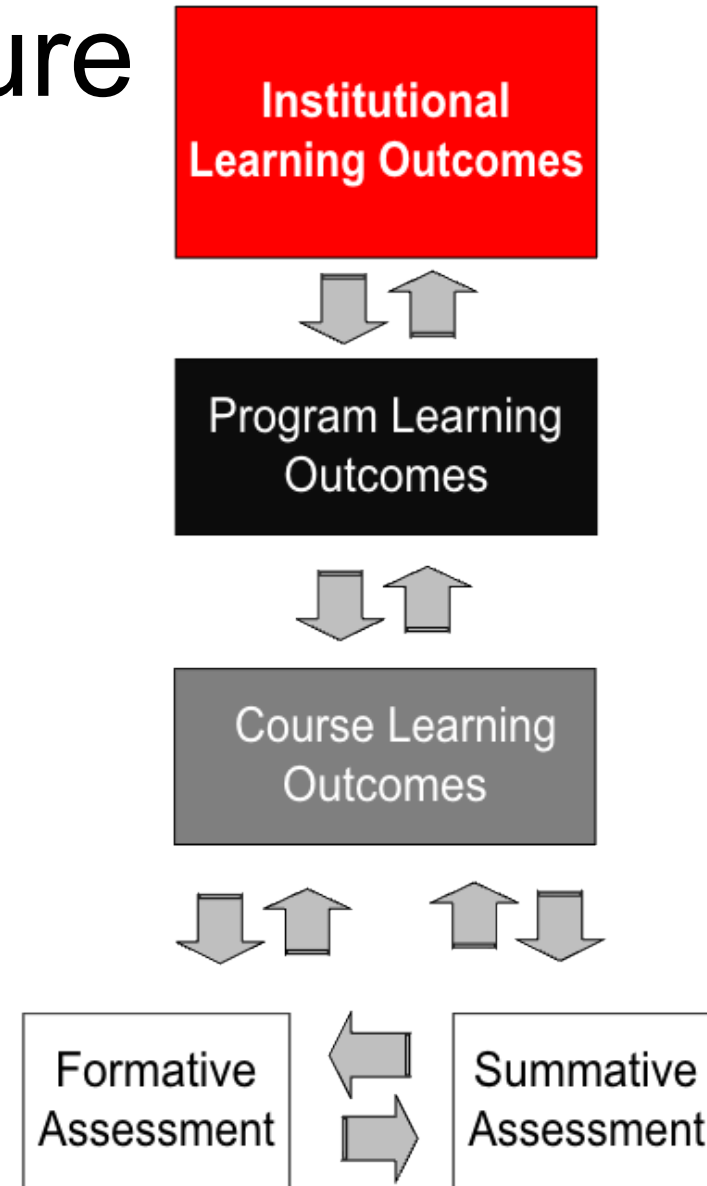 ure
Institutional
Learning Outcomes
Program Learning
Outcomes
Course Learning
Outcomes
Formative
Assessment
Summative
Assessment